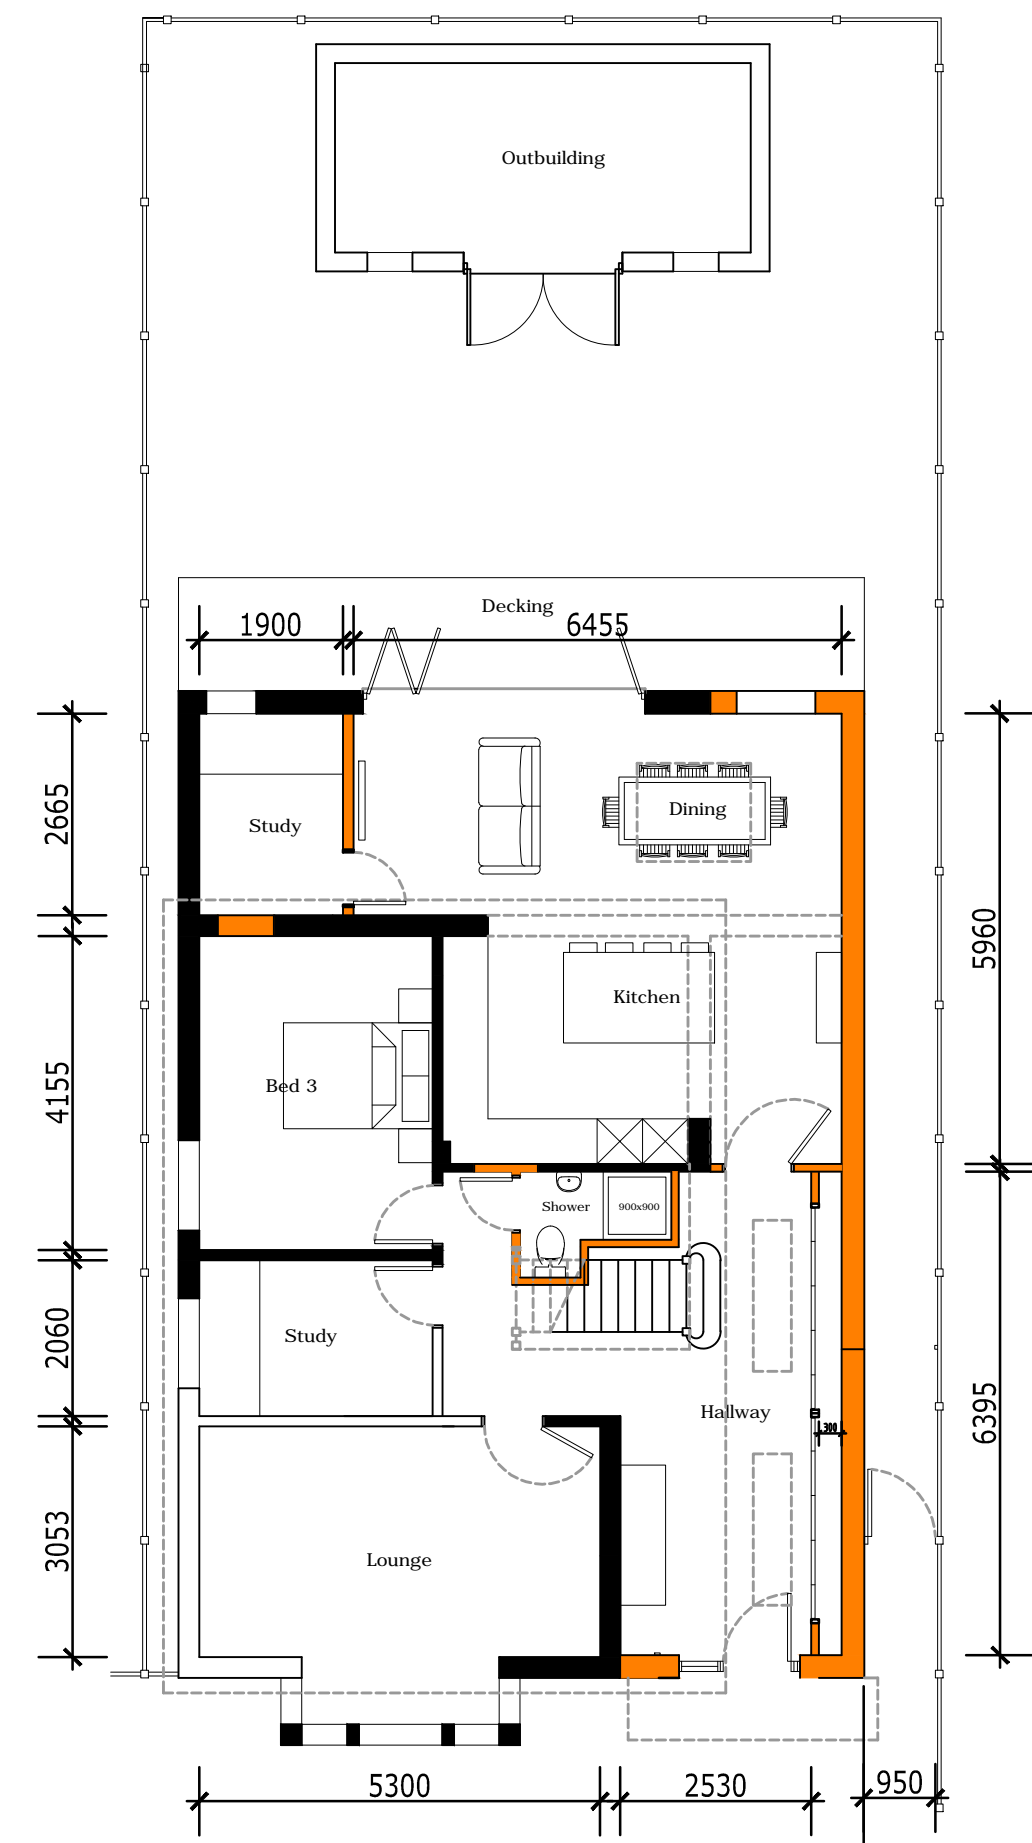 Outbuilding
Decking
1900
6455
2665
Study
Dining
5960
Kitchen
4155
Bed 3
Shower
900x900
2060
Study
Hallway
300
6395
3053
Lounge
5300
2530
950